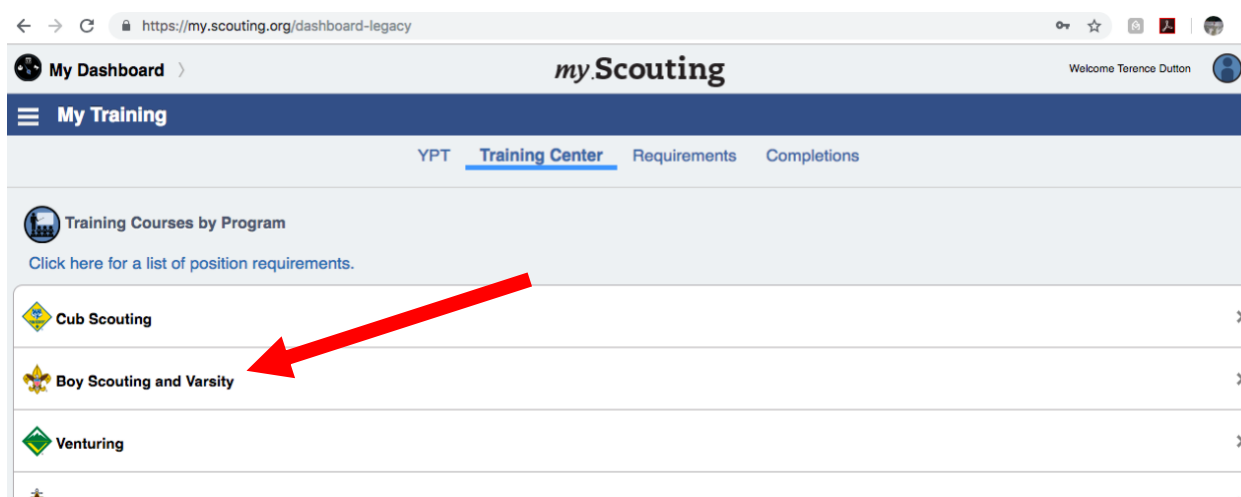 https://my.scouting.org/dashboard-legacy
My Dashboard
my.Scouting
Welcome Terence Dutton
My Training
YPT Training Center Requirements Completions
Training Courses by Program
Click here for a list of position requirements.
Cub Scouting
Boy Scouting and Varsity
Venturing